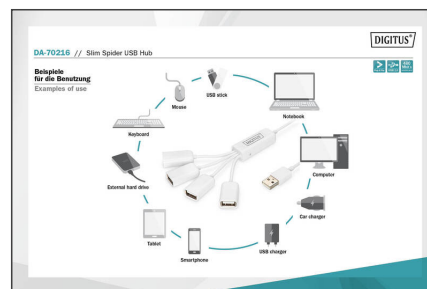 DIGITUS®
DA-70216 // Slim Spider USB Hub
Beispiele
für die Benutzung
Examples of use
USB stick
Mouse
Notebook
Keyboard
DIGITUS
Computer
External hard drive
Car charger
Tablet
USB charger
Smartphone